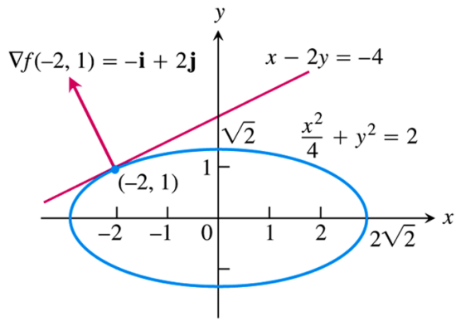 y
∇f(−2, 1) = −i + 2j
x − 2y = −4
√2
x²/4 + y² = 2
1
(−2, 1)
x
−2
−1
0
1
2
2√2